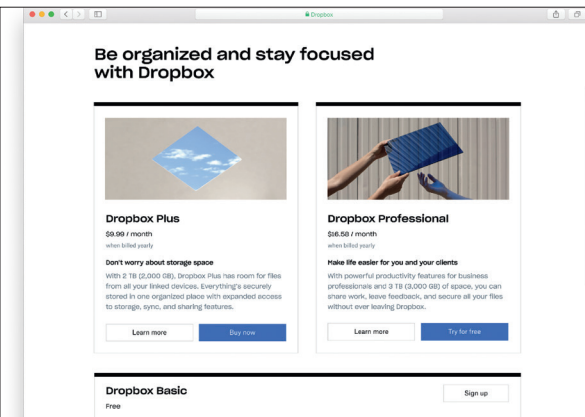 Dropbox
Be organized and stay focused
with Dropbox
Dropbox Plus
$9.99 / month
when billed yearly
Don't worry about storage space
With 2 TB (2,000 GB), Dropbox Plus has room for files
from all your linked devices. Everything's securely
stored in one organized place with expanded access
to storage, sync, and sharing features.
Learn more
Buy now
Dropbox Professional
$16.58 / month
when billed yearly
Make life easier for you and your clients
With powerful productivity features for business
professionals and 3 TB (3,000 GB) of space, you can
share work, leave feedback, and secure all your files
without ever leaving Dropbox.
Learn more
Try for free
Dropbox Basic
Free
Sign up